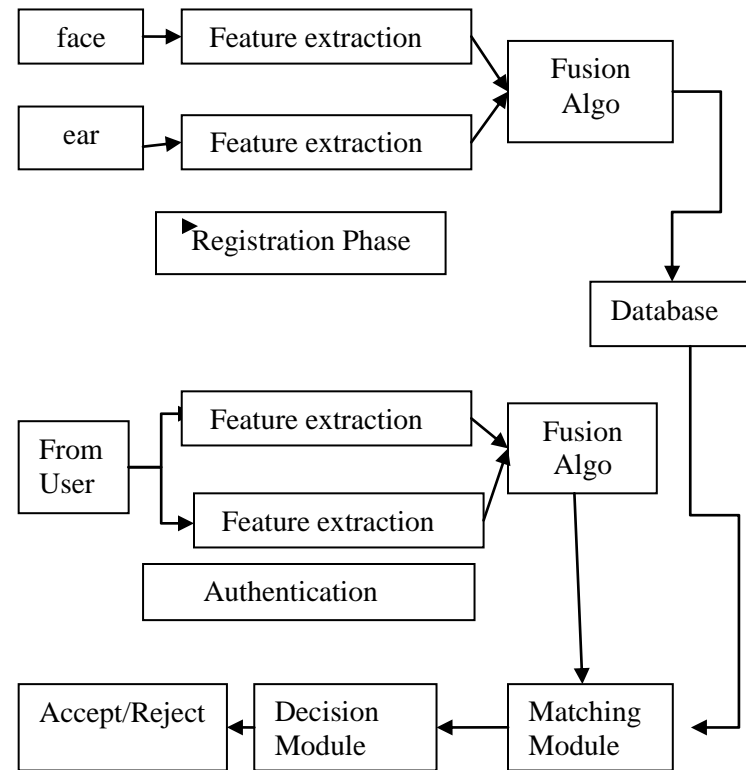 face
Feature extraction
Fusion
Algo
ear
Feature extraction
Registration Phase
Database
From
User
Feature extraction
Fusion
Algo
Feature extraction
Authentication
Accept/Reject
Decision
Module
Matching
Module